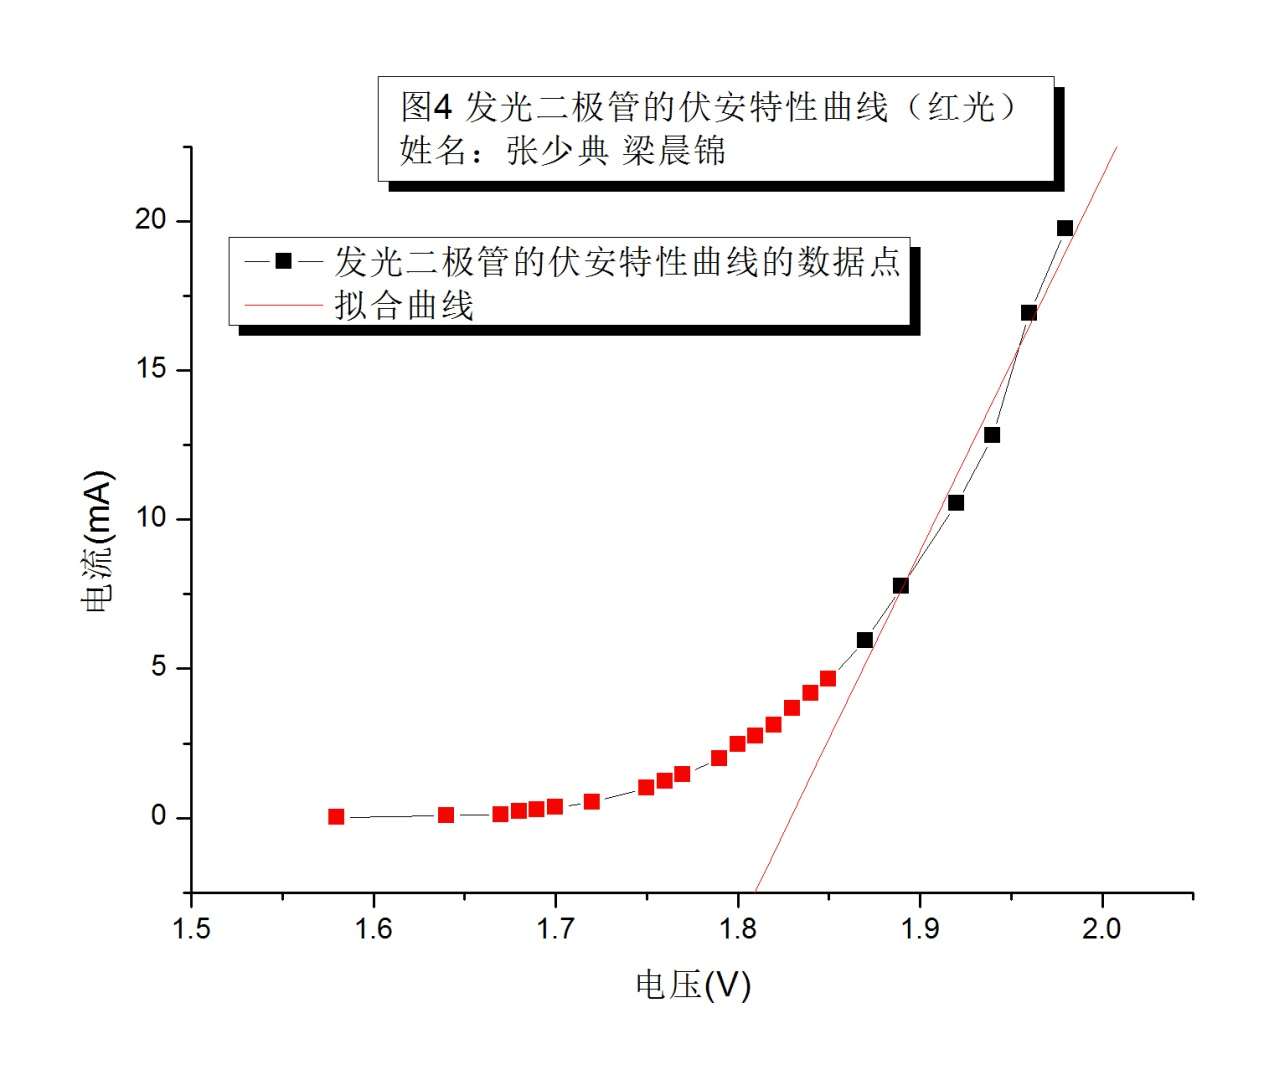 图4 发光二极管的伏安特性曲线（红光）
姓名：张少典 梁晨锦
发光二极管的伏安特性曲线的数据点
拟合曲线
20
15
10
5
0
电流(mA)
1.5 1.6 1.7 1.8 1.9 2.0
电压(V)